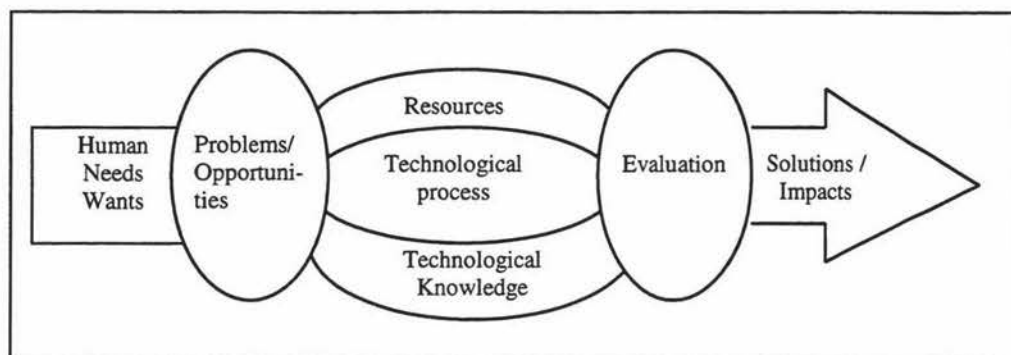 Human
Needs
Wants
Problems/
Opportuni-
ties
Resources
Technological
process
Technological
Knowledge
Evaluation
Solutions /
Impacts